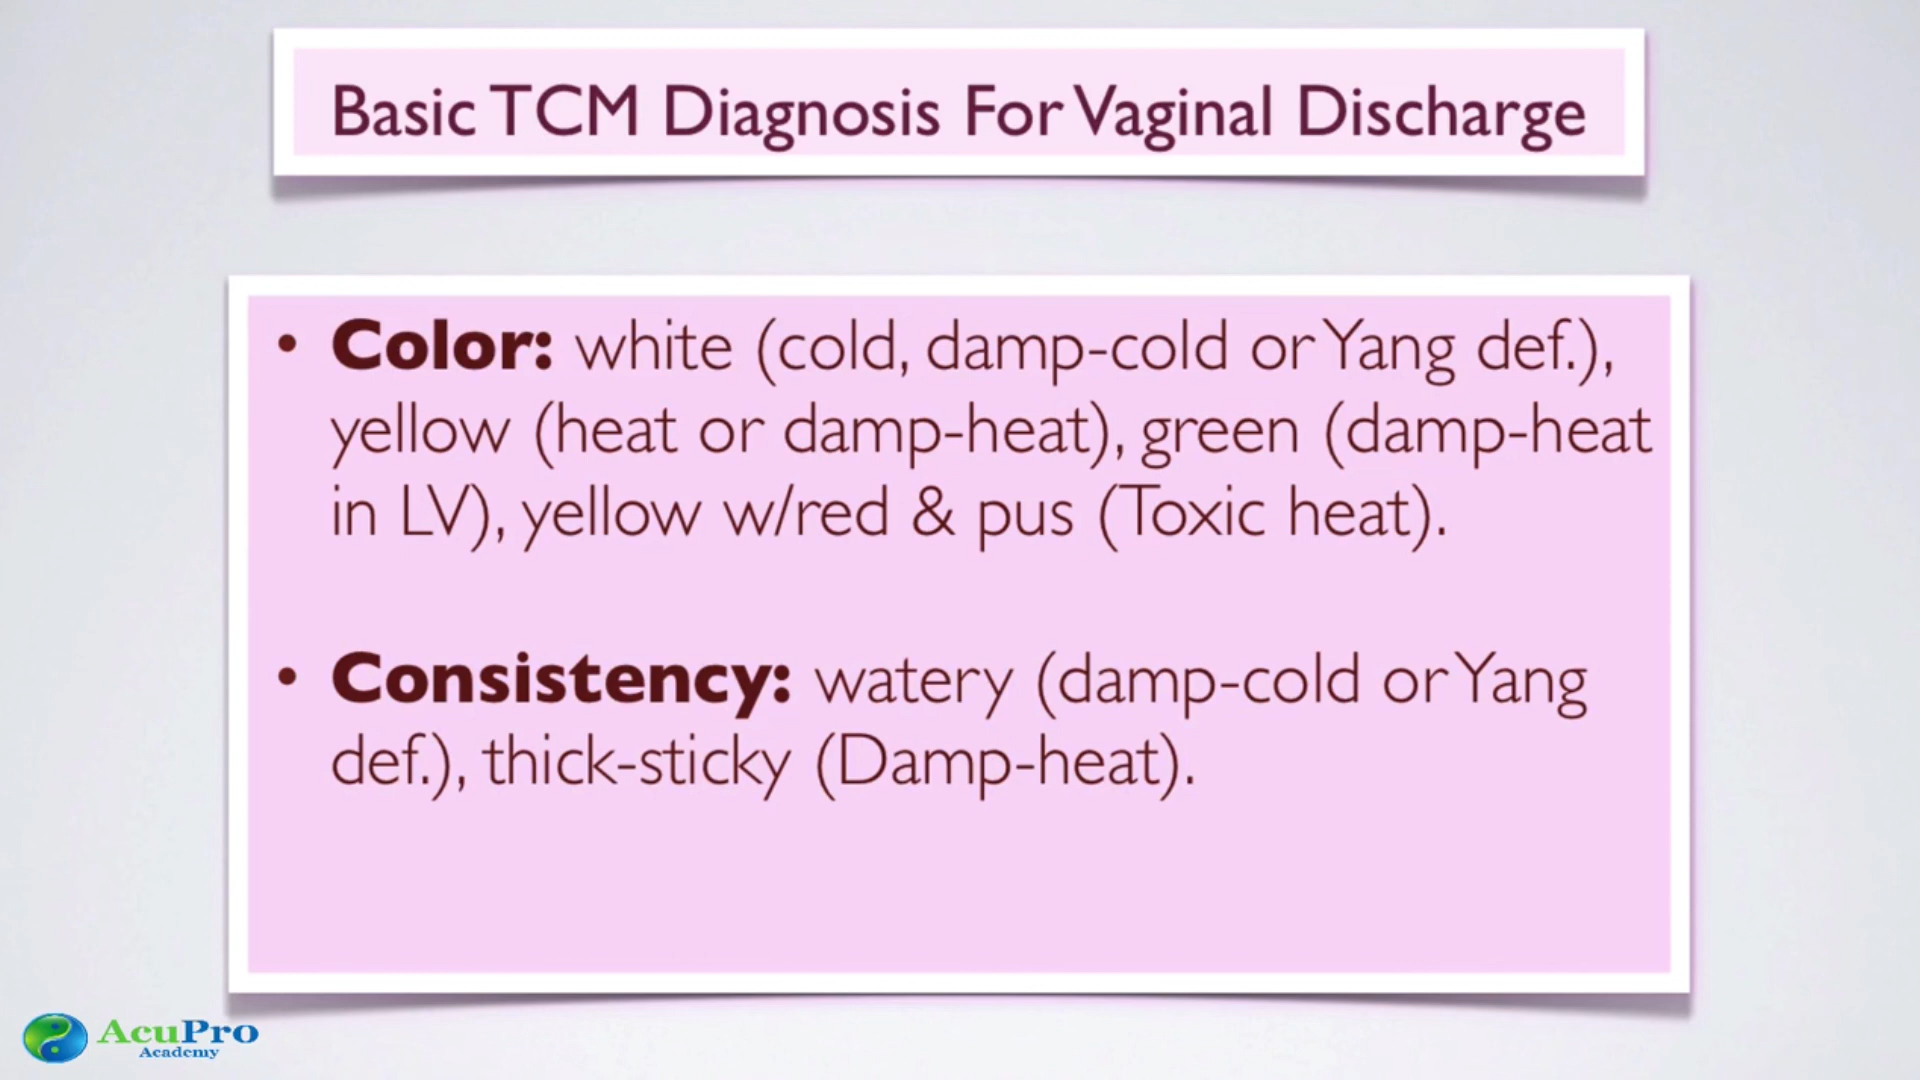 Basic TCM Diagnosis For Vaginal Discharge
• Color: white (cold, damp-cold or Yang def.),
yellow (heat or damp-heat), green (damp-heat
in LV), yellow w/red & pus (Toxic heat).
• Consistency: watery (damp-cold or Yang
def.), thick-sticky (Damp-heat).
AcuPro
Academy